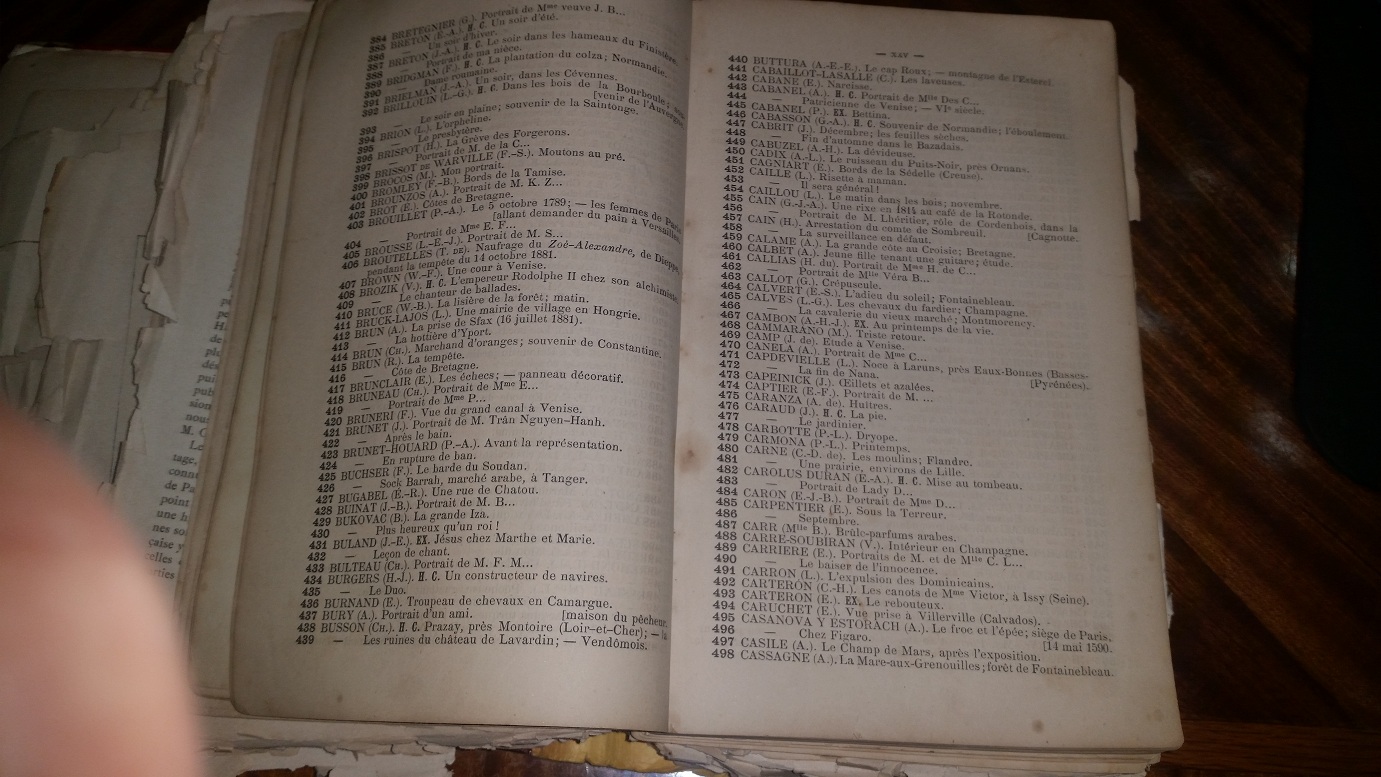 384 BRETEGNIER (G.). Portrait de Mme veuve J. B...
385 BRETON (E.-A.). H. C. Un soir d'été.
386 — Un soir d'hiver.
387 BRETON (J.-A.). H. C. Le soir dans les hameaux du Finistère.
388 — Portrait de ma nièce.
389 BRIDGMAN (F.). H. C. La plantation du colza; Normandie.
390 — Dame roumaine.
391 BRIELMAN (J.-A.). Un soir, dans les Cévennes.
392 BRILLOUIN (L.-G.). H. C. Dans les bois de la Bourboule;
[venir de l'Auvergne.
393 — Le soir en plaine; souvenir de la Saintonge.
394 BRION (L.). L'orpheline.
395 — Le presbytère.
396 BRISPOT (H.). La Grève des Forgerons.
397 — Portrait de M. de la C...
398 BRISSOT DE WARVILLE (F.-S.). Moutons au pré.
399 BROCOS (M.). Mon portrait.
400 BROMLEY (F.-B.). Bords de la Tamise.
401 BROUNZOS (A.). Portrait de M. K. Z...
402 BROT (E.). Côtes de Bretagne.
403 BROUILLET (P.-A.). Le 5 octobre 1789; — les femmes de Paris
[allant demander du pain à Versailles.
404 — Portrait de Mme E. F...
405 BROUSSE (L.-E.-J.). Portrait de M. S...
406 BROUTELLES (T. DE). Naufrage du Zoé-Alexandre, de Dieppe,
pendant la tempête du 14 octobre 1881.
407 BROWN (W.-F.). Une cour à Venise.
408 BROZIK (V.). H. C. L'empereur Rodolphe II chez son alchimiste.
409 — Le chanteur de ballades.
410 BRUCE (W.-B.). La lisière de la forêt; matin.
411 BRUCK-LAJOS (L.). Une mairie de village en Hongrie.
412 BRUN (A.). La prise de Sfax (16 juillet 1881).
413 — La hottière d'Yport.
414 BRUN (CH.). Marchand d'oranges; souvenir de Constantine.
415 BRUN (R.). La tempête.
416 — Côte de Bretagne.
417 BRUNCLAIR (E.). Les échecs; — panneau décoratif.
418 BRUNEAU (CH.). Portrait de Mme E...
419 — Portrait de Mme P...
420 BRUNERI (F.). Vue du grand canal à Venise.
421 BRUNET (J.). Portrait de M. Trân Nguyen-Hanh.
422 — Après le bain.
423 BRUNET-HOUARD (P.-A.). Avant la représentation.
424 — En rupture de ban.
425 BUCHSER (F.). Le barde du Soudan.
426 — Sock Barrah, marché arabe, à Tanger.
427 BUGABEL (É.-R.). Une rue de Chatou.
428 BUINAT (J.-B.). Portrait de M. B...
429 BUKOVAC (B.). La grande Iza.
430 — Plus heureux qu'un roi!
431 BULAND (J.-E.). EX. Jésus chez Marthe et Marie.
432 — Leçon de chant.
433 BULTEAU (CH.). Portrait de M. F. M...
434 BURGERS (H.-J.). H. C. Un constructeur de navires.
435 — Le Duo.
436 BURNAND (E.). Troupeau de chevaux en Camargue.
437 BURY (A.). Portrait d'un ami. [maison du pêcheur.
438 BUSSON (CH.). H. C. Prazay, près Montoire (Loir-et-Cher); — la
439 — Les ruines du château de Lavardin; — Vendômois.
— XXV —
440 BUTTURA (A.-E.-E.). Le cap Roux; — montagne de l'Esterel.
441 CABAILLOT-LASALLE (C.). Les laveuses.
442 CABANE (E.). Narcisse.
443 CABANEL (A.). H. C. Portrait de Mlle Des C...
444 — Patricienne de Venise; — VIe siècle.
445 CABANEL (P.). EX. Bettina.
446 CABASSON (G.-A.). H. C. Souvenir de Normandie; l'éboulement.
447 CABRIT (J.). Décembre; les feuilles sèches.
448 — Fin d'automne dans le Bazadais.
449 CABUZEL (A.-H.). La dévideuse.
450 CADIX (A.-L.). Le ruisseau du Puits-Noir, près Ornans.
451 CAGNIART (E.). Bords de la Sédelle (Creuse).
452 CAILLE (L.). Risette à maman.
453 — Il sera général!
454 CAILLOU (L.). Le matin dans les bois; novembre.
455 CAIN (G.-J.-A.). Une rixe en 1814 au café de la Rotonde.
456 — Portrait de M. Lhéritier, rôle de Cordenbois, dans la
457 CAIN (H.). Arrestation du comte de Sombreuil. [Cagnotte.
458 — La surveillance en défaut.
459 CALAME (A.). La grande côte au Croisic; Bretagne.
460 CALBET (A.). Jeune fille tenant une guitare; étude.
461 CALLIAS (H. du). Portrait de Mme H. de C...
462 — Portrait de Mlle Véra B...
463 CALLOT (G.). Crépuscule.
464 CALVERT (E.-S.). L'adieu du soleil; Fontainebleau.
465 CALVES (L.-G.). Les chevaux du fardier; Champagne.
466 — La cavalerie du vieux marché; Montmorency.
467 CAMBON (A.-H.-J.). EX. Au printemps de la vie.
468 CAMMARANO (M.). Triste retour.
469 CAMP (J. de). Etude à Venise.
470 CANELA (A.). Portrait de Mme C...
471 CAPDEVIELLE (L.). Noce à Laruns, près Eaux-Bonnes (Basses-
472 — La fin de Nana. [Pyrénées).
473 CAPEINICK (J.). Œillets et azalées.
474 CAPTIER (E.-F.). Portrait de M. ...
475 CARANZA (A. de). Huîtres.
476 CARAUD (J.). H. C. La pie.
477 — Le jardinier.
478 CARBOTTE (P.-L.). Dryope.
479 CARMONA (P.-L.). Printemps.
480 CARNE (C.-D. de). Les moulins; Flandre.
481 — Une prairie, environs de Lille.
482 CAROLUS DURAN (E.-A.). H. C. Mise au tombeau.
483 — Portrait de Lady D...
484 CARON (E.-J.-B.). Portrait de Mme D...
485 CARPENTIER (E.). Sous la Terreur.
486 — Septembre.
487 CARR (Mlle B.). Brûle-parfums arabes.
488 CARRE-SOUBIRAN (V.). Intérieur en Champagne.
489 CARRIERE (E.). Portraits de M. et de Mlle C. L...
490 — Le baiser de l'innocence.
491 CARRON (L.). L'expulsion des Dominicains.
492 CARTERON (C.-H.). Les canots de Mme Victor, à Issy (Seine).
493 CARTERON (E.). EX. Le rebouteux.
494 CARUCHET (E.). Vue prise à Villerville (Calvados).
495 CASANOVA Y ESTORACH (A.). Le froc et l'épée; siège de Paris.
496 — Chez Figaro. [14 mai 1590.
497 CASILE (A.). Le Champ de Mars, après l'exposition.
498 CASSAGNE (A.). La Mare-aux-Grenouilles; forêt de Fontainebleau.